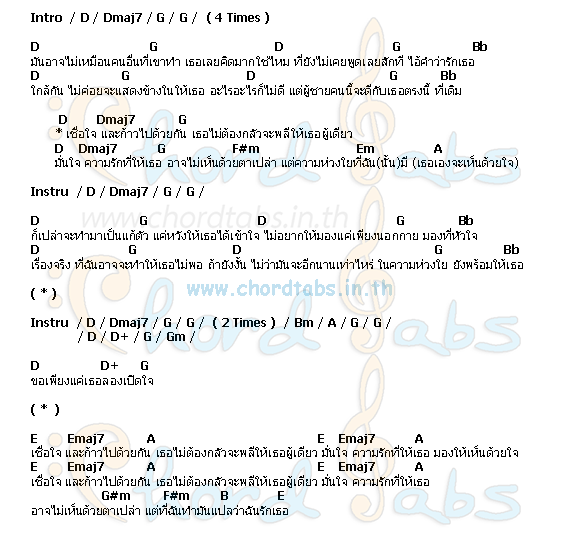 Intro / D / Dmaj7 / G / G / ( 4 Times )
D G D G Bb
มันอาจไม่เหมือนคนอื่นที่เขาทำ เธอเลยคิดมากใช่ไหม ที่ยังไม่เคยพูดเลยสักที ไอ้คำว่ารักเธอ
D G D G Bb
ใกล้กัน ไม่ค่อยจะแสดงข้างในให้เธอ อะไรอะไรก็ไม่ดี แต่ผู้ชายคนนี้จะดีกับเธอตรงนี้ ที่เดิม
D Dmaj7 G
* เชื่อใจ และก้าวไปด้วยกัน เธอไม่ต้องกลัวจะพลีให้เธอผู้เดียว
D Dmaj7 G F#m Em A
มั่นใจ ความรักที่ให้เธอ อาจไม่เห็นด้วยตาเปล่า แต่ความห่วงใยที่ฉัน(นั้น)มี (เธอเองจะเห็นด้วยใจ)
Instru / D / Dmaj7 / G / G /
www.chordtabs.in.th
D G D G Bb
ก็เปล่าจะทำมาเป็นแก้ตัว แค่หวังให้เธอได้เข้าใจ ไม่อยากให้มองแค่เพียงนอกกาย มองที่หัวใจ
D G D G Bb
เรื่องจริง ที่ฉันอาจจะทำให้เธอไม่พอ ถ้ายังงั้น ไม่ว่ามันจะอีกนานเท่าไหร่ ในความห่วงใย ยังพร้อมให้เธอ
( * ) www.chordtabs.in.th
Instru / D / Dmaj7 / G / G / ( 2 Times ) / Bm / A / G / G /
/ D / D+ / G / Gm /
D D+ G
ขอเพียงแค่เธอลองเปิดใจ
( * )
E Emaj7 A E Emaj7 A
เชื่อใจ และก้าวไปด้วยกัน เธอไม่ต้องกลัวจะพลีให้เธอผู้เดียว มั่นใจ ความรักที่ให้เธอ มองให้เห็นด้วยใจ
E Emaj7 A E Emaj7 A
เชื่อใจ และก้าวไปด้วยกัน เธอไม่ต้องกลัวจะพลีให้เธอผู้เดียว มั่นใจ ความรักที่ให้เธอ
G#m F#m B E
อาจไม่เห็นด้วยตาเปล่า แต่ที่ฉันทำมันแปลว่าฉันรักเธอ